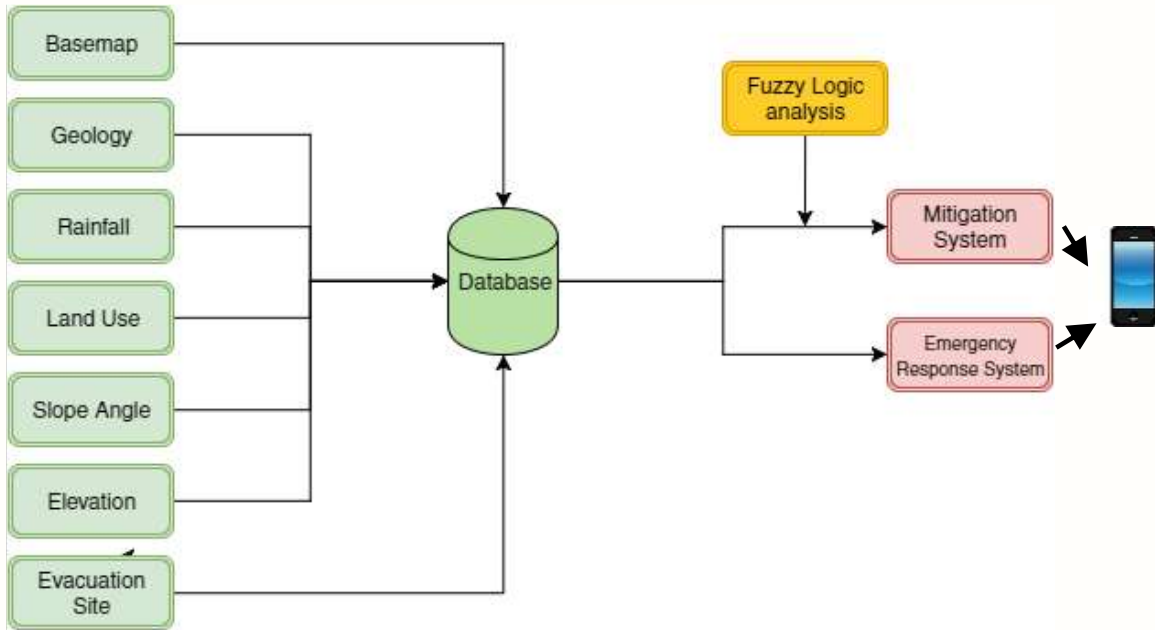 Basemap
Geology
Rainfall
Land Use
Slope Angle
Elevation
Evacuation
Site
Database
Fuzzy Logic
analysis
Mitigation
System
Emergency
Response System